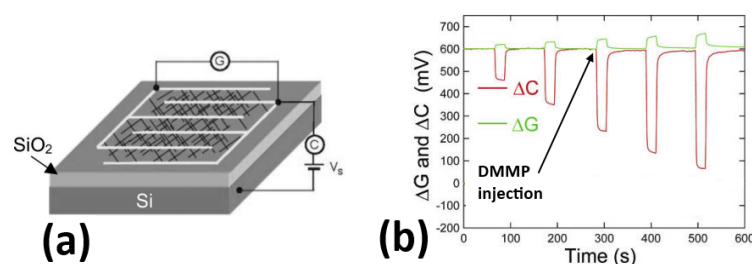 G
C
Vs
SiO2
Si
(a)
(b)
ΔG and ΔC (mV)
800
700
600
500
400
300
200
100
0
-100
-200
ΔC
ΔG
DMMP
injection
0 100 200 300 400 500 600
Time (s)